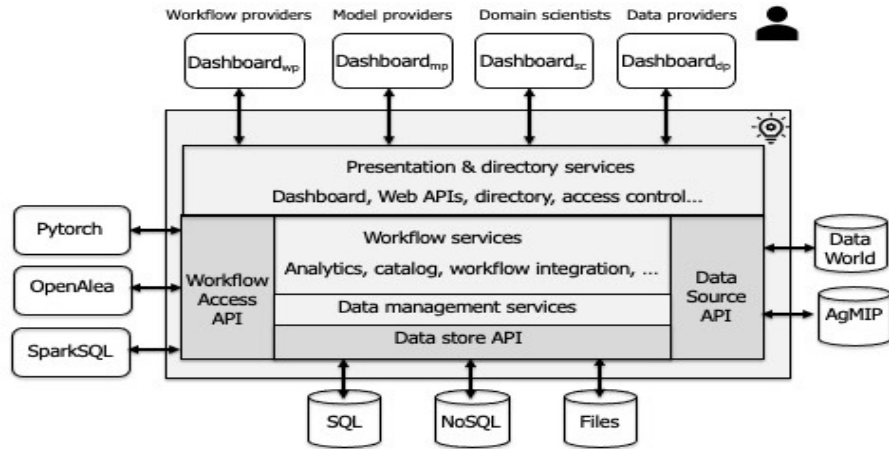 Workflow providers
Model providers
Domain scientists
Data providers
Dashboardwp
Dashboardmp
Dashboardsc
Dashboarddp
Presentation & directory services
Dashboard, Web APIs, directory, access control...
Pytorch
OpenAlea
SparkSQL
Workflow
Access
API
Workflow services
Analytics, catalog, workflow integration, ...
Data management services
Data store API
Data
Source
API
Data
World
AgMIP
SQL
NoSQL
Files